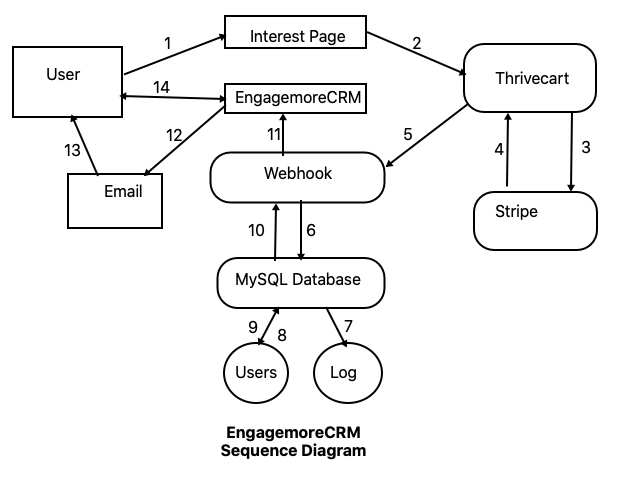 1
Interest Page
2
User
Thrivecart
14
EngagemoreCRM
12
11
5
13
4
3
Webhook
Email
Stripe
10
6
MySQL Database
9
8
7
Users
Log
EngagemoreCRM
Sequence Diagram